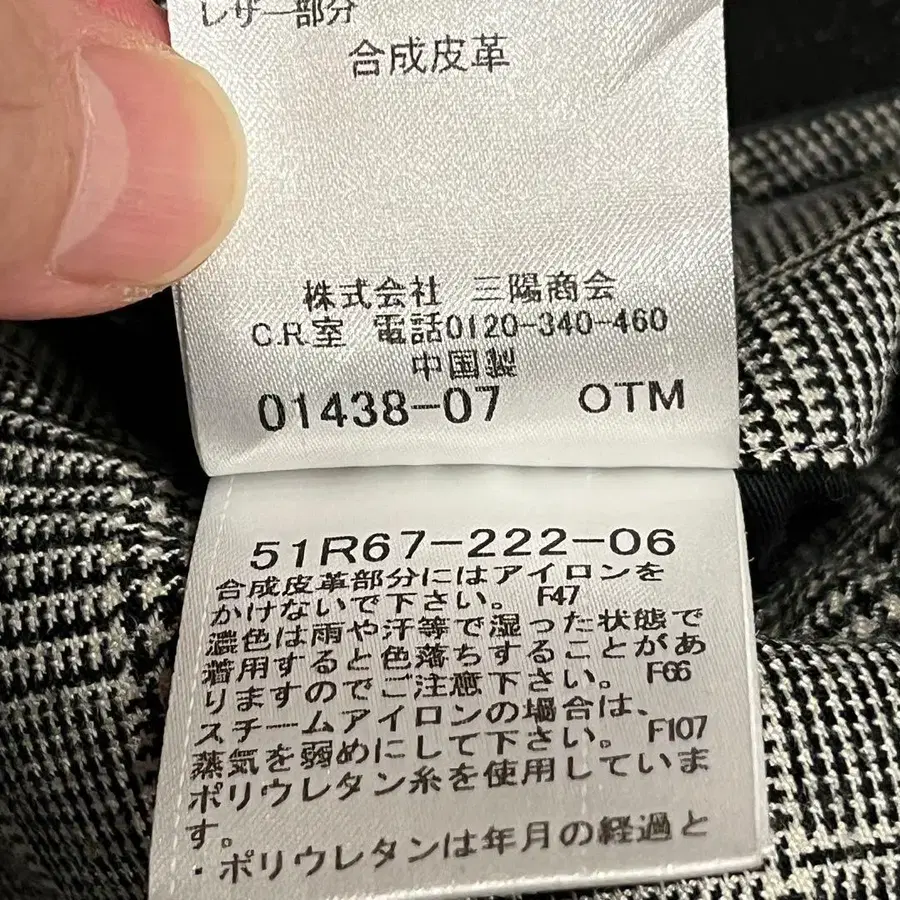 レザー部分
合成皮革
株式会社 三陽商会
C.R.室 電話0120-340-460
中国製
01438-07 OTM
51R67-222-06
合成皮革部分にはアイロンを
かけないで下さい。 F47
濃色は雨や汗等で湿った状態で
着用すると色落ちすることがあ
りますのでご注意下さい。 F66
スチームアイロンの場合は、
蒸気を弱めにして下さい。 F107
ポリウレタン糸を使用していま
す。
・ポリウレタンは年月の経過と